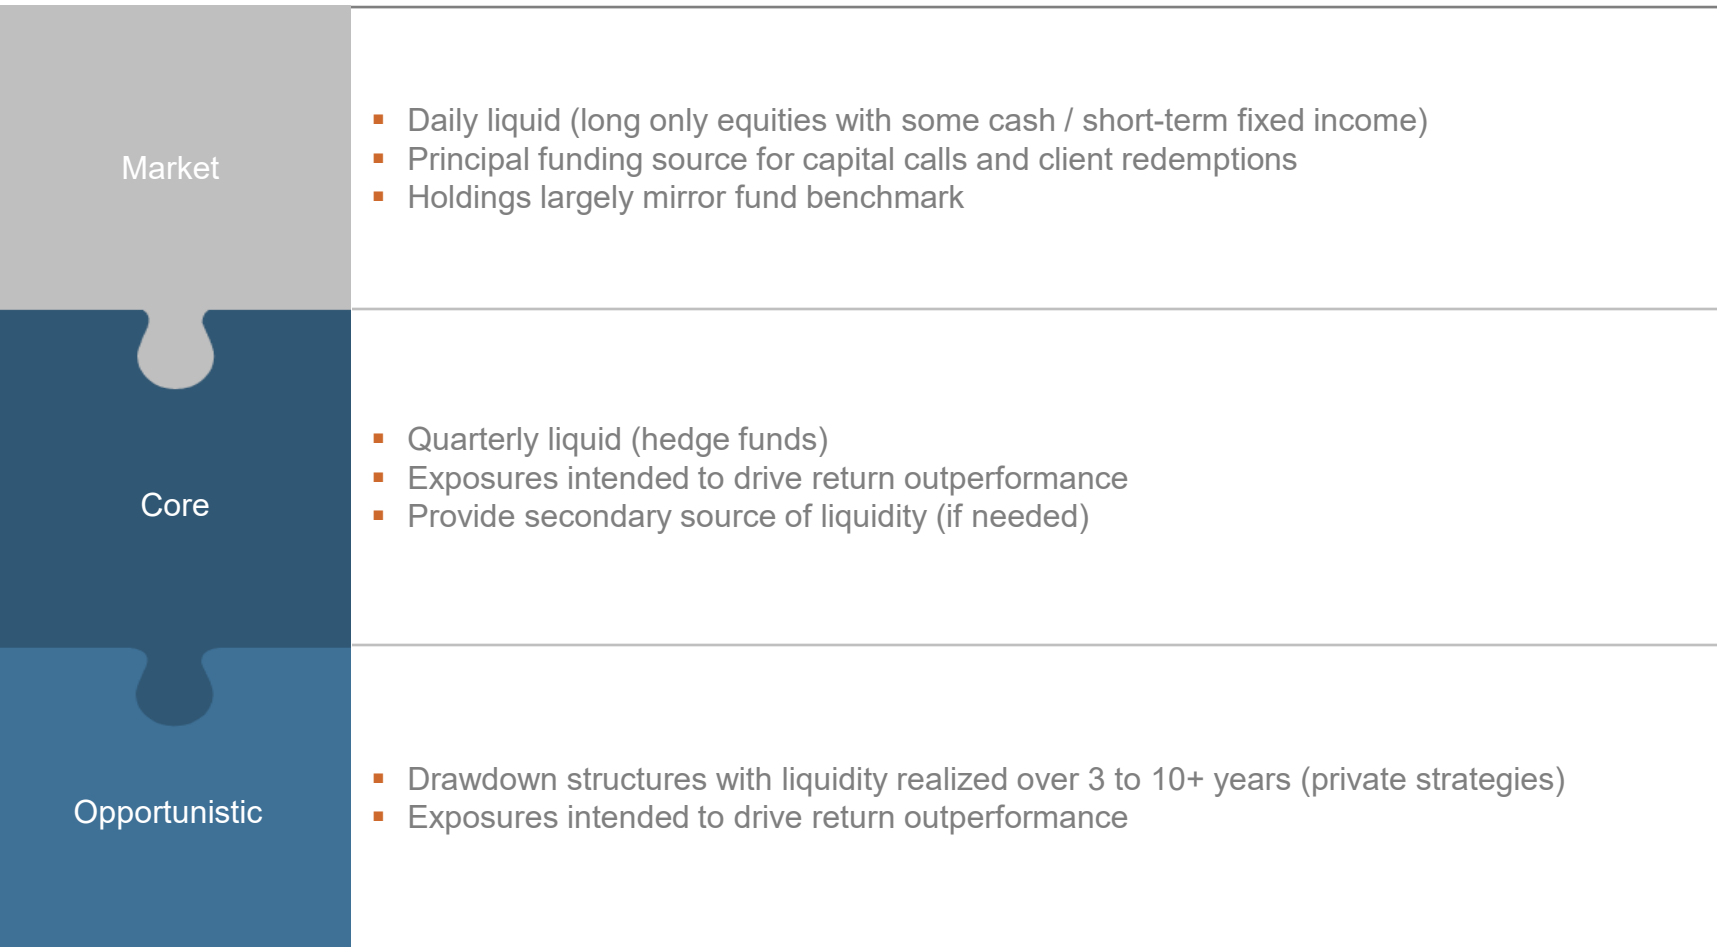 Market
▪ Daily liquid (long only equities with some cash / short-term fixed income)
▪ Principal funding source for capital calls and client redemptions
▪ Holdings largely mirror fund benchmark
Core
▪ Quarterly liquid (hedge funds)
▪ Exposures intended to drive return outperformance
▪ Provide secondary source of liquidity (if needed)
Opportunistic
▪ Drawdown structures with liquidity realized over 3 to 10+ years (private strategies)
▪ Exposures intended to drive return outperformance